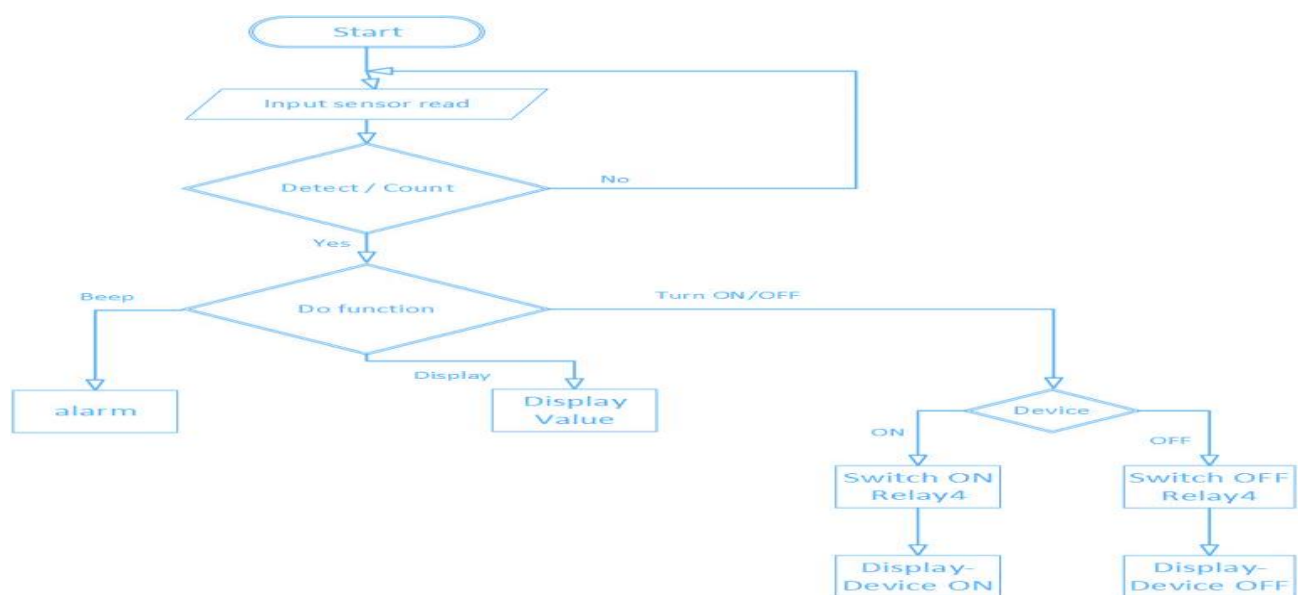 Start
Input sensor read
Detect / Count
No
Yes
Do function
Beep
Turn ON/OFF
Display
alarm
Display
Value
Device
ON
OFF
Switch ON
Relay4
Switch OFF
Relay4
Display-
Device ON
Display-
Device OFF